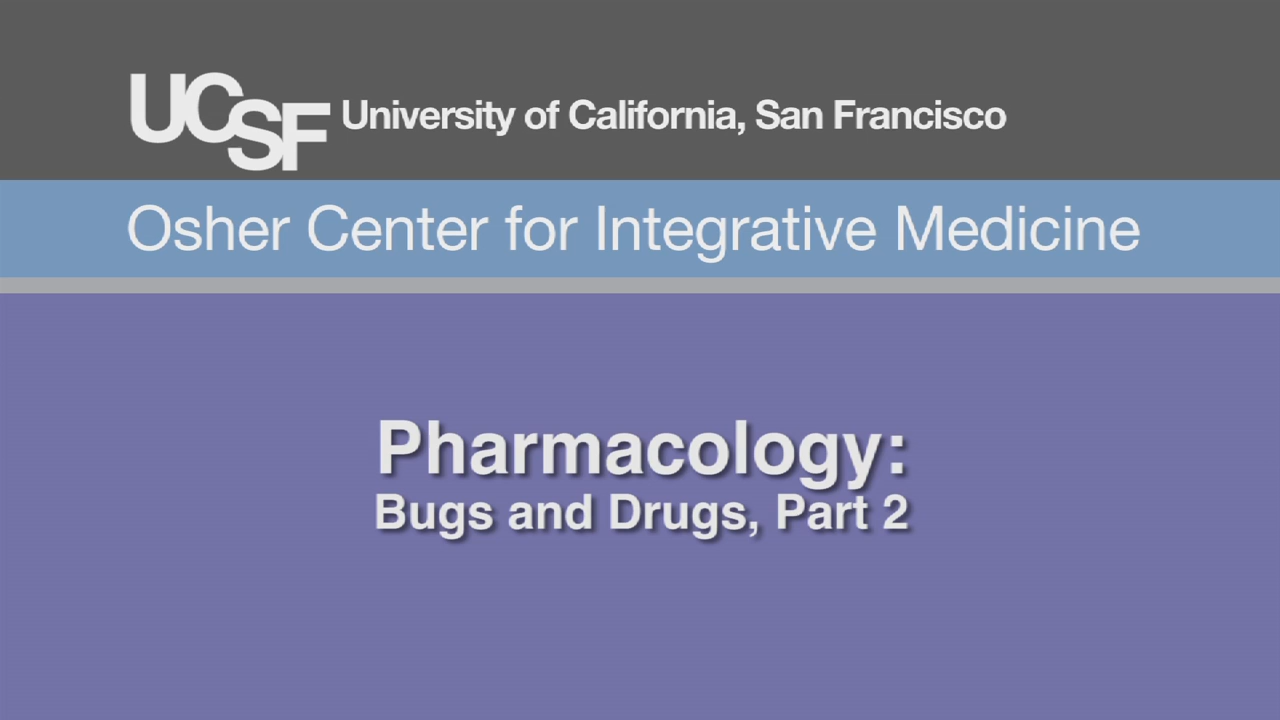 UCSF University of California, San Francisco
Osher Center for Integrative Medicine
Pharmacology:
Bugs and Drugs, Part 2